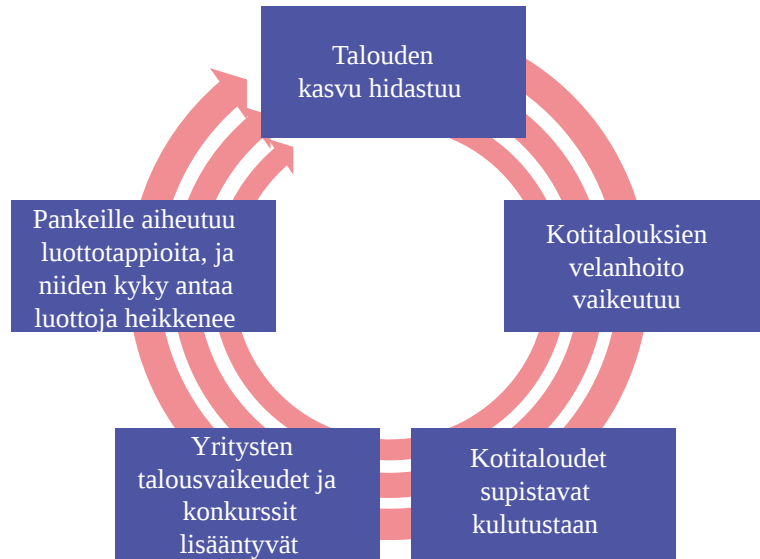 Talouden
kasvu hidastuu
Kotitalouksien
velanhoito
vaikeutuu
Kotitaloudet
supistavat
kulutustaan
Yritysten
talousvaikeudet ja
konkurssit
lisääntyvät
Pankeille aiheutuu
luottotappioita, ja
niiden kyky antaa
luottoja heikkenee